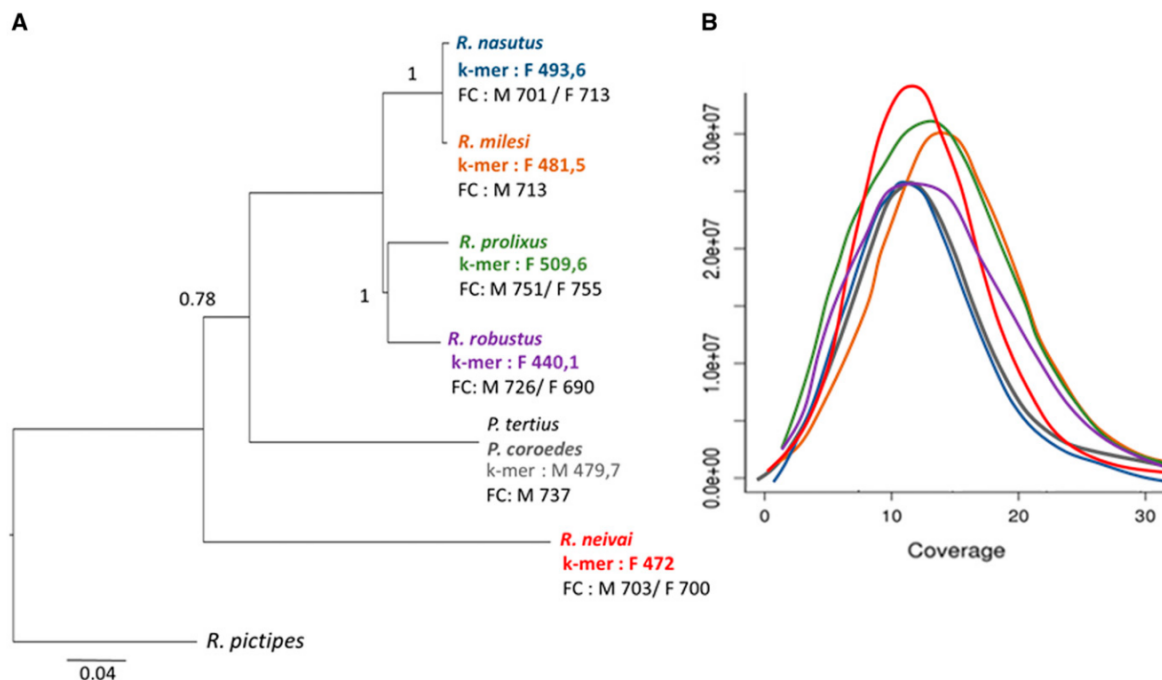 A
R. nasutus
k-mer : F 493,6
FC : M 701 / F 713
1
R. milesi
k-mer : F 481,5
FC : M 713
R. prolixus
k-mer : F 509,6
FC: M 751/ F 755
0.78
1
R. robustus
k-mer : F 440,1
FC: M 726/ F 690
P. tertius
P. coroedes
k-mer : M 479,7
FC: M 737
R. neivai
k-mer : F 472
FC : M 703/ F 700
R. pictipes
0.04
B
3.0e+07
2.0e+07
1.0e+07
0.0e+00
0 10 20 30
Coverage